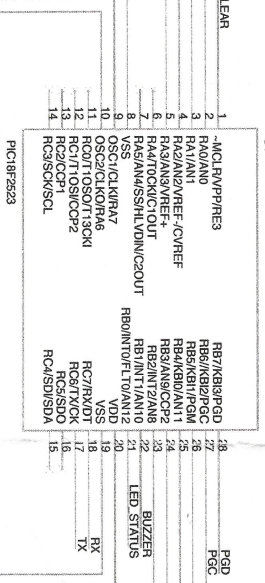 LEAR
1 ~MCLR/VPP/RE3
2 RA0/AN0
3 RA1/AN1
4 RA2/AN2/VREF-/CVREF
5 RA3/AN3/VREF+
6 RA4/T0CKI/C1OUT
7 RA5/AN4/SS/HLVDIN/C2OUT
8 VSS
9 OSC1/CLKI/RA7
10 OSC2/CLKO/RA6
11 RC0/T1OSO/T13CKI
12 RC1/T1OSI/CCP2
13 RC2/CCP1
14 RC3/SCK/SCL
RB7/KBI3/PGD 28 PGD
RB6//KBI2/PGC 27 PGC
RB5/KBI1/PGM 26
RB4/KBI0/AN11 25
RB3/AN9/CCP2 24
RB2/INT2/AN8 23
RB1/INT1/AN10 22 BUZZER
RB0/INT0/FLT0/AN12 21 LED_STATUS
VDD 20
VSS 19
RC7/RX/DT 18 RX
RC6/TX/CK 17 TX
RC5/SDO 16
RC4/SDI/SDA 15
PIC18F2523